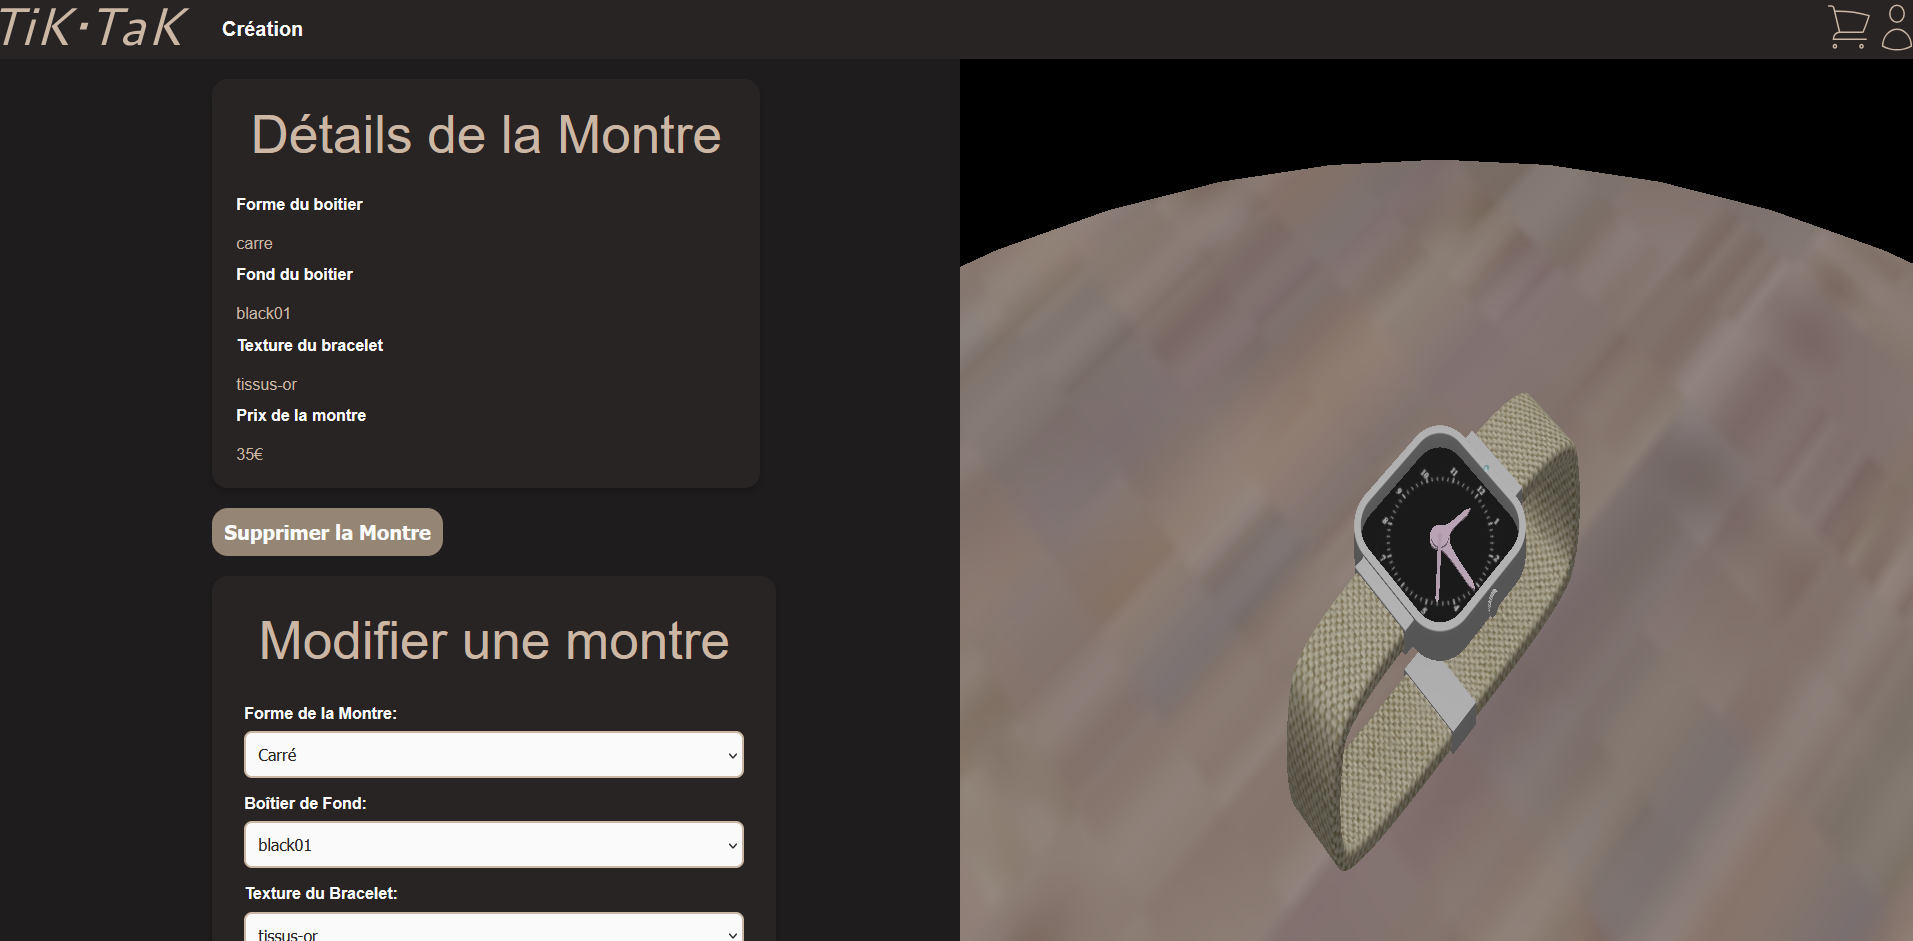 TiK·TaK
Création
Détails de la Montre
Forme du boitier
carre
Fond du boitier
black01
Texture du bracelet
tissus-or
Prix de la montre
35€
Supprimer la Montre
Modifier une montre
Forme de la Montre:
Carré
Boîtier de Fond:
black01
Texture du Bracelet:
tissus-or